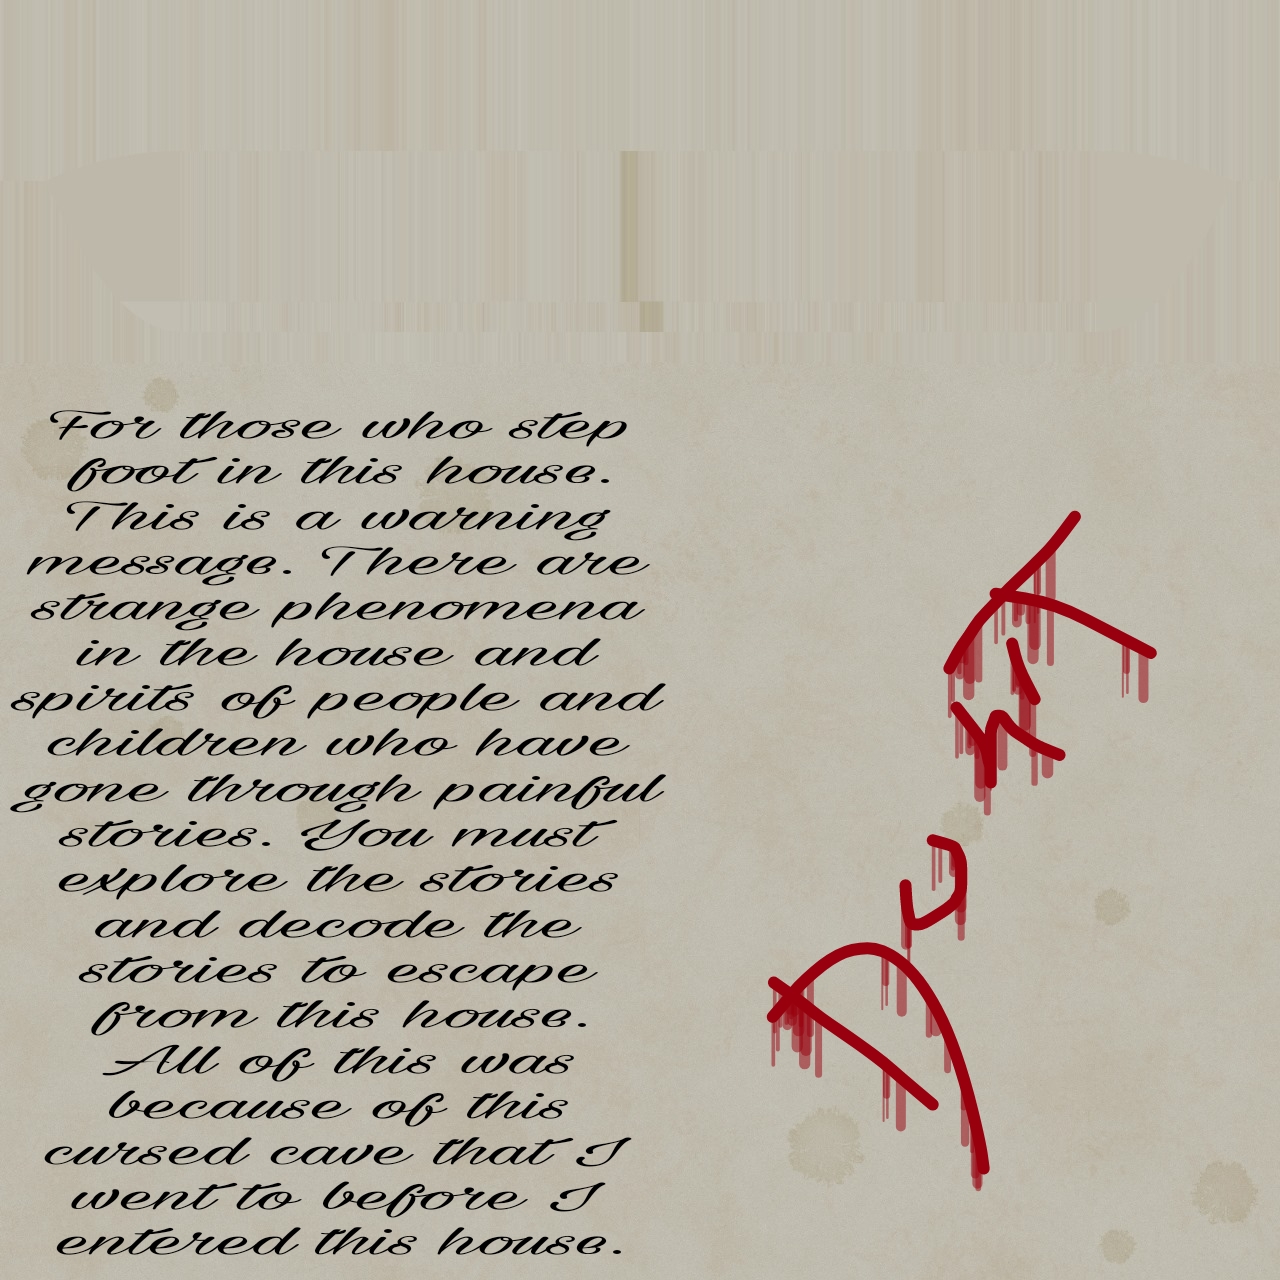 For those who step
foot in this house.
This is a warning
message. There are
strange phenomena
in the house and
spirits of people and
children who have
gone through painful
stories. You must
explore the stories
and decode the
stories to escape
from this house.
All of this was
because of this
cursed cave that I
went to before I
entered this house.